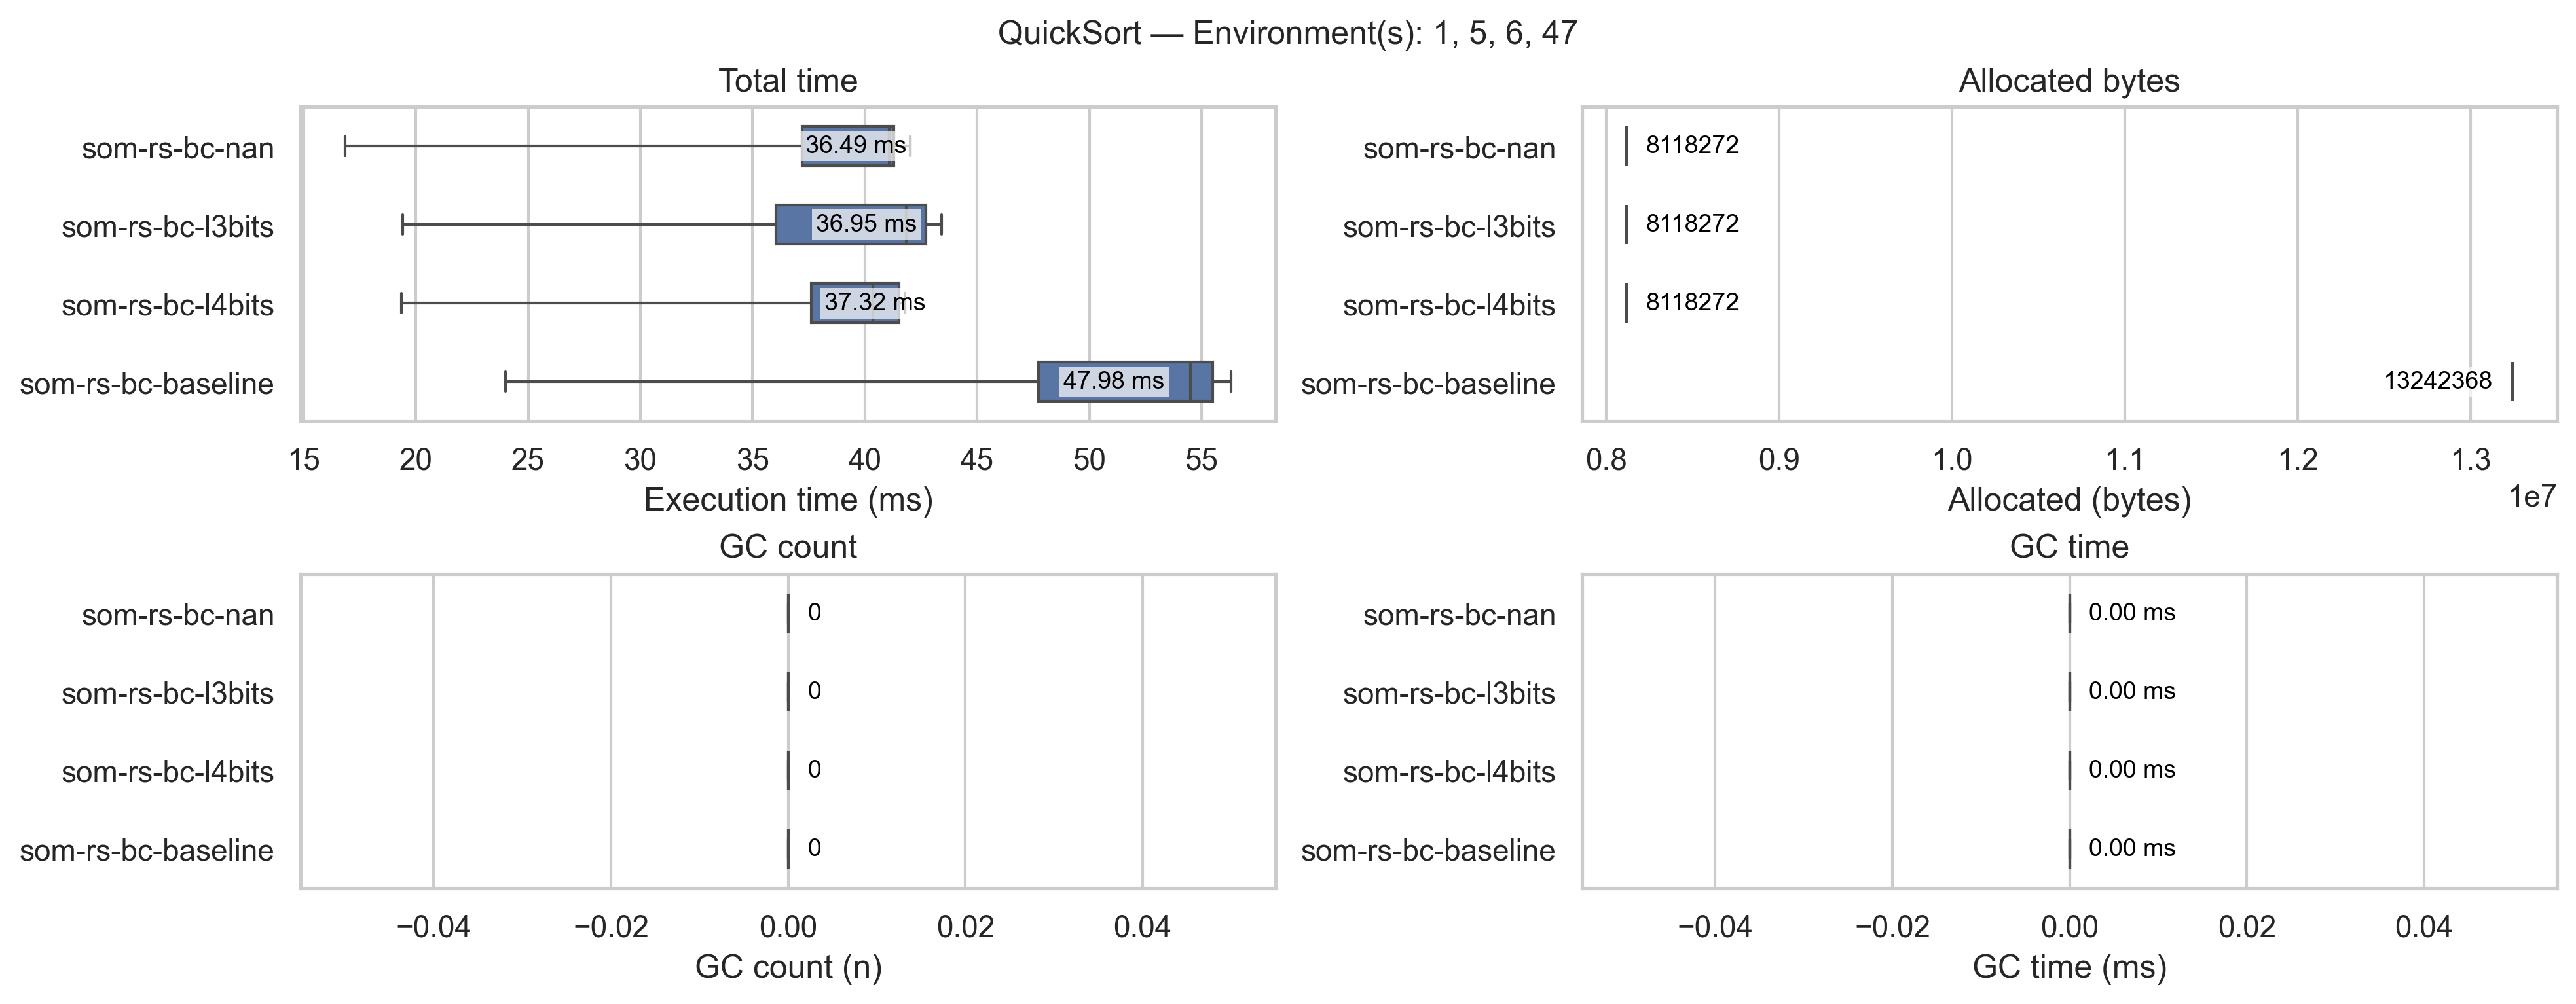 QuickSort — Environment(s): 1, 5, 6, 47
Total time
som-rs-bc-nan
36.49 ms
som-rs-bc-l3bits
36.95 ms
som-rs-bc-l4bits
37.32 ms
som-rs-bc-baseline
47.98 ms
15 20 25 30 35 40 45 50 55
Execution time (ms)
Allocated bytes
som-rs-bc-nan
8118272
som-rs-bc-l3bits
8118272
som-rs-bc-l4bits
8118272
som-rs-bc-baseline
13242368
0.8 0.9 1.0 1.1 1.2 1.3
1e7
Allocated (bytes)
GC count
som-rs-bc-nan
0
som-rs-bc-l3bits
0
som-rs-bc-l4bits
0
som-rs-bc-baseline
0
−0.04 −0.02 0.00 0.02 0.04
GC count (n)
GC time
som-rs-bc-nan
0.00 ms
som-rs-bc-l3bits
0.00 ms
som-rs-bc-l4bits
0.00 ms
som-rs-bc-baseline
0.00 ms
−0.04 −0.02 0.00 0.02 0.04
GC time (ms)